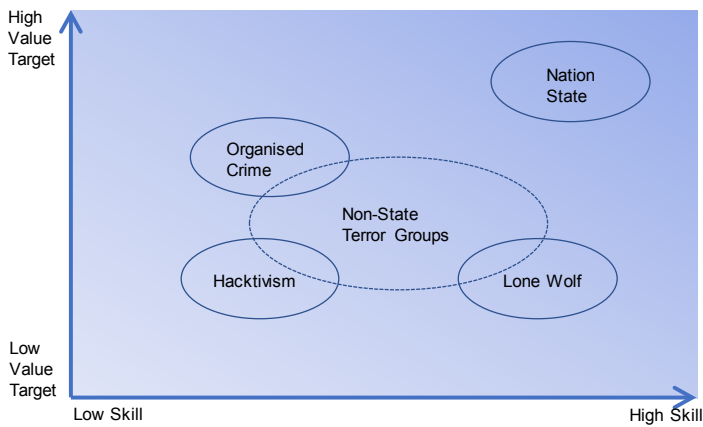 High
Value
Target
Nation
State
Organised
Crime
Non-State
Terror Groups
Hacktivism
Lone Wolf
Low
Value
Target
Low Skill
High Skill